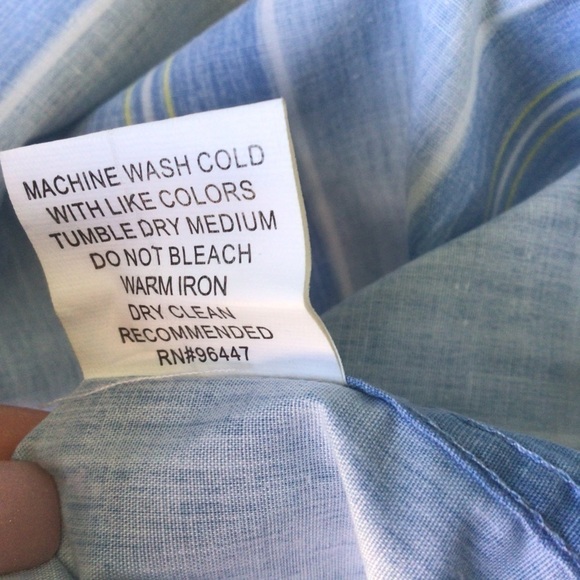 MACHINE WASH COLD
WITH LIKE COLORS
TUMBLE DRY MEDIUM
DO NOT BLEACH
WARM IRON
DRY CLEAN
RECOMMENDED
RN#96447